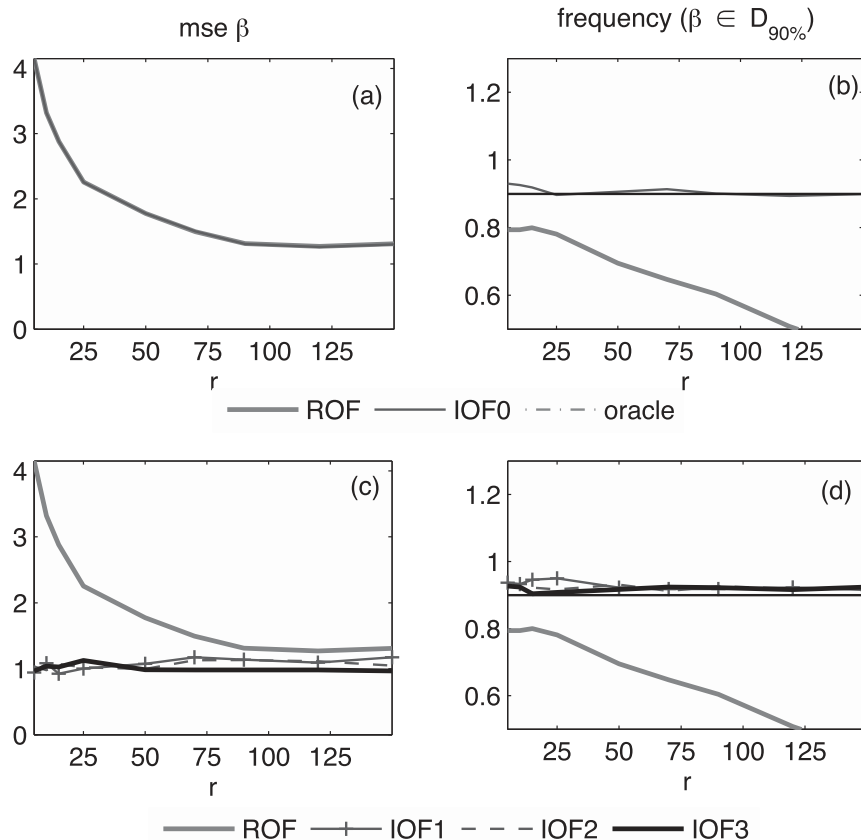 mse β
frequency (β ∈ D90%)
(a)
4
3
2
1
0
25 50 75 100 125
r
(b)
1.2
1
0.8
0.6
25 50 75 100 125
r
ROF IOF0 oracle
(c)
4
3
2
1
0
25 50 75 100 125
r
(d)
1.2
1
0.8
0.6
25 50 75 100 125
r
ROF IOF1 IOF2 IOF3